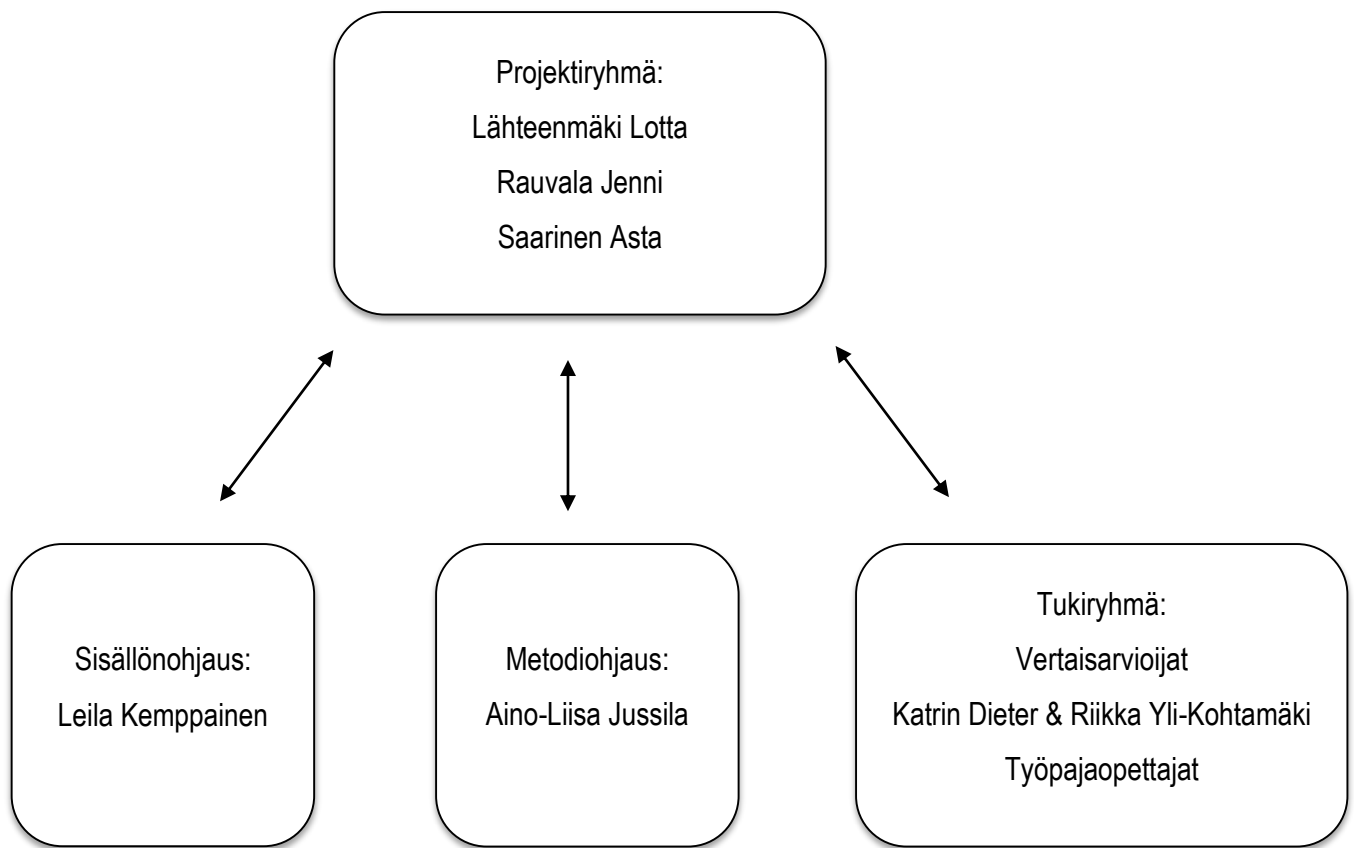 Projektiryhmä:
Lähteenmäki Lotta
Rauvala Jenni
Saarinen Asta
Sisällönohjaus:
Leila Kemppainen
Metodiohjaus:
Aino-Liisa Jussila
Tukiryhmä:
Vertaisarvioijat
Katrin Dieter & Riikka Yli-Kohtamäki
Työpajaopettajat